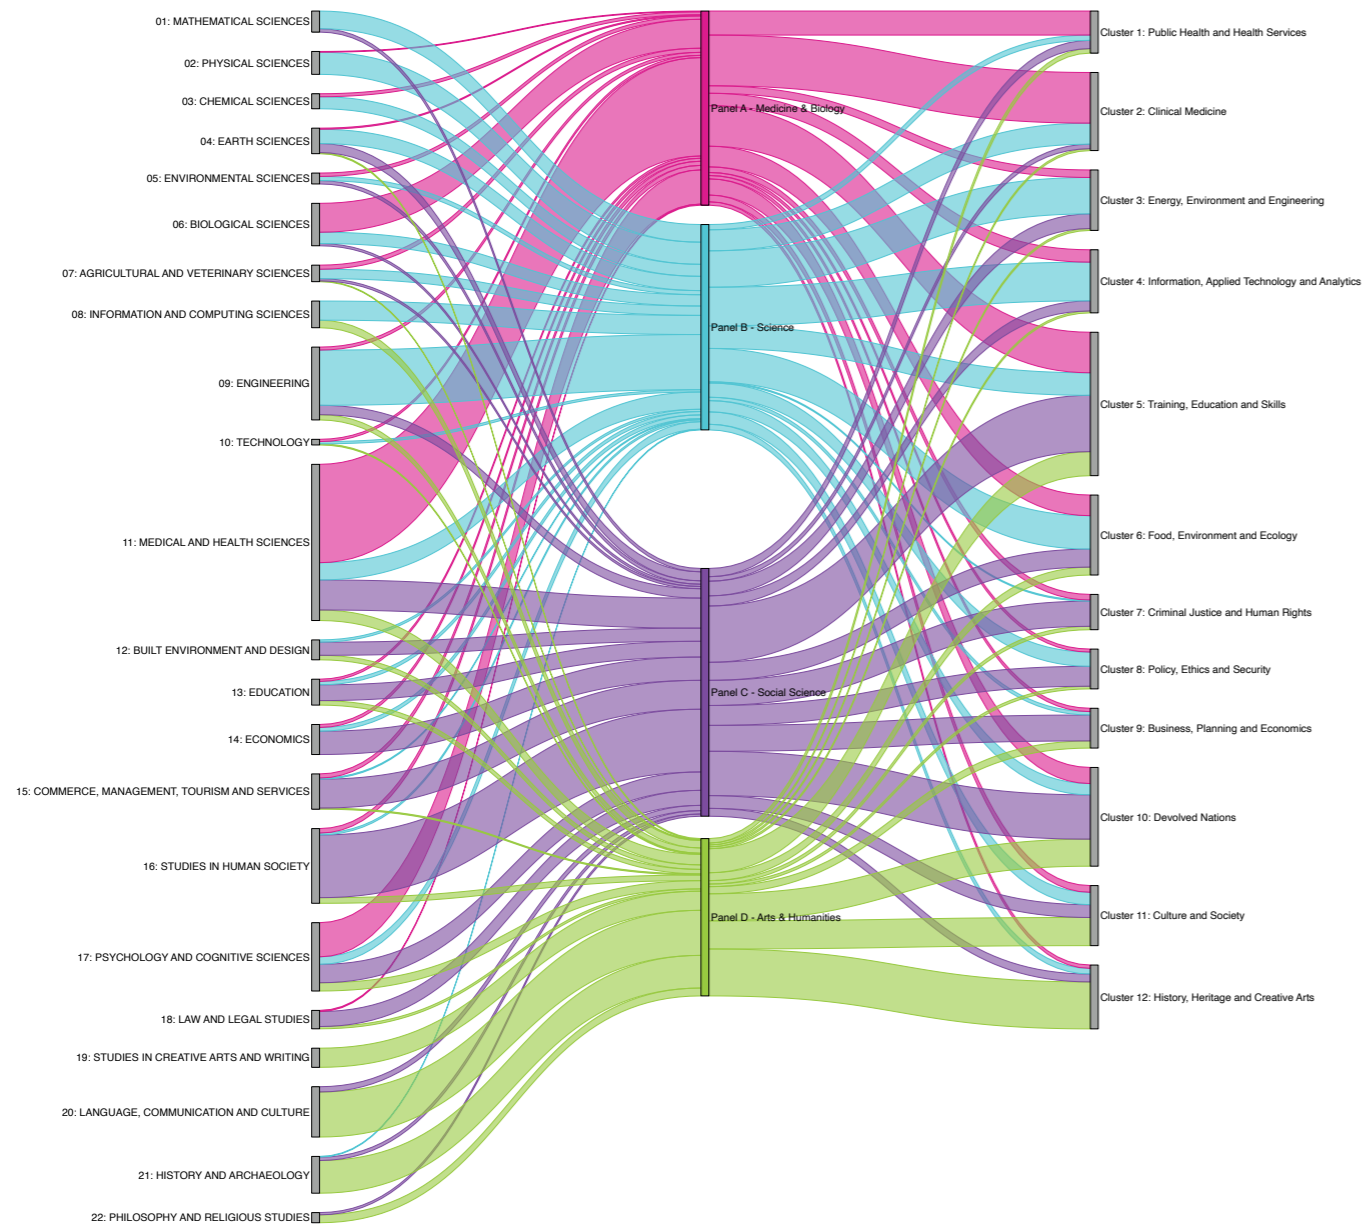 01: MATHEMATICAL SCIENCES
02: PHYSICAL SCIENCES
03: CHEMICAL SCIENCES
04: EARTH SCIENCES
05: ENVIRONMENTAL SCIENCES
06: BIOLOGICAL SCIENCES
07: AGRICULTURAL AND VETERINARY SCIENCES
08: INFORMATION AND COMPUTING SCIENCES
09: ENGINEERING
10: TECHNOLOGY
11: MEDICAL AND HEALTH SCIENCES
12: BUILT ENVIRONMENT AND DESIGN
13: EDUCATION
14: ECONOMICS
15: COMMERCE, MANAGEMENT, TOURISM AND SERVICES
16: STUDIES IN HUMAN SOCIETY
17: PSYCHOLOGY AND COGNITIVE SCIENCES
18: LAW AND LEGAL STUDIES
19: STUDIES IN CREATIVE ARTS AND WRITING
20: LANGUAGE, COMMUNICATION AND CULTURE
21: HISTORY AND ARCHAEOLOGY
22: PHILOSOPHY AND RELIGIOUS STUDIES
Panel A - Medicine & Biology
Panel B - Science
Panel C - Social Science
Panel D - Arts & Humanities
Cluster 1: Public Health and Health Services
Cluster 2: Clinical Medicine
Cluster 3: Energy, Environment and Engineering
Cluster 4: Information, Applied Technology and Analytics
Cluster 5: Training, Education and Skills
Cluster 6: Food, Environment and Ecology
Cluster 7: Criminal Justice and Human Rights
Cluster 8: Policy, Ethics and Security
Cluster 9: Business, Planning and Economics
Cluster 10: Devolved Nations
Cluster 11: Culture and Society
Cluster 12: History, Heritage and Creative Arts